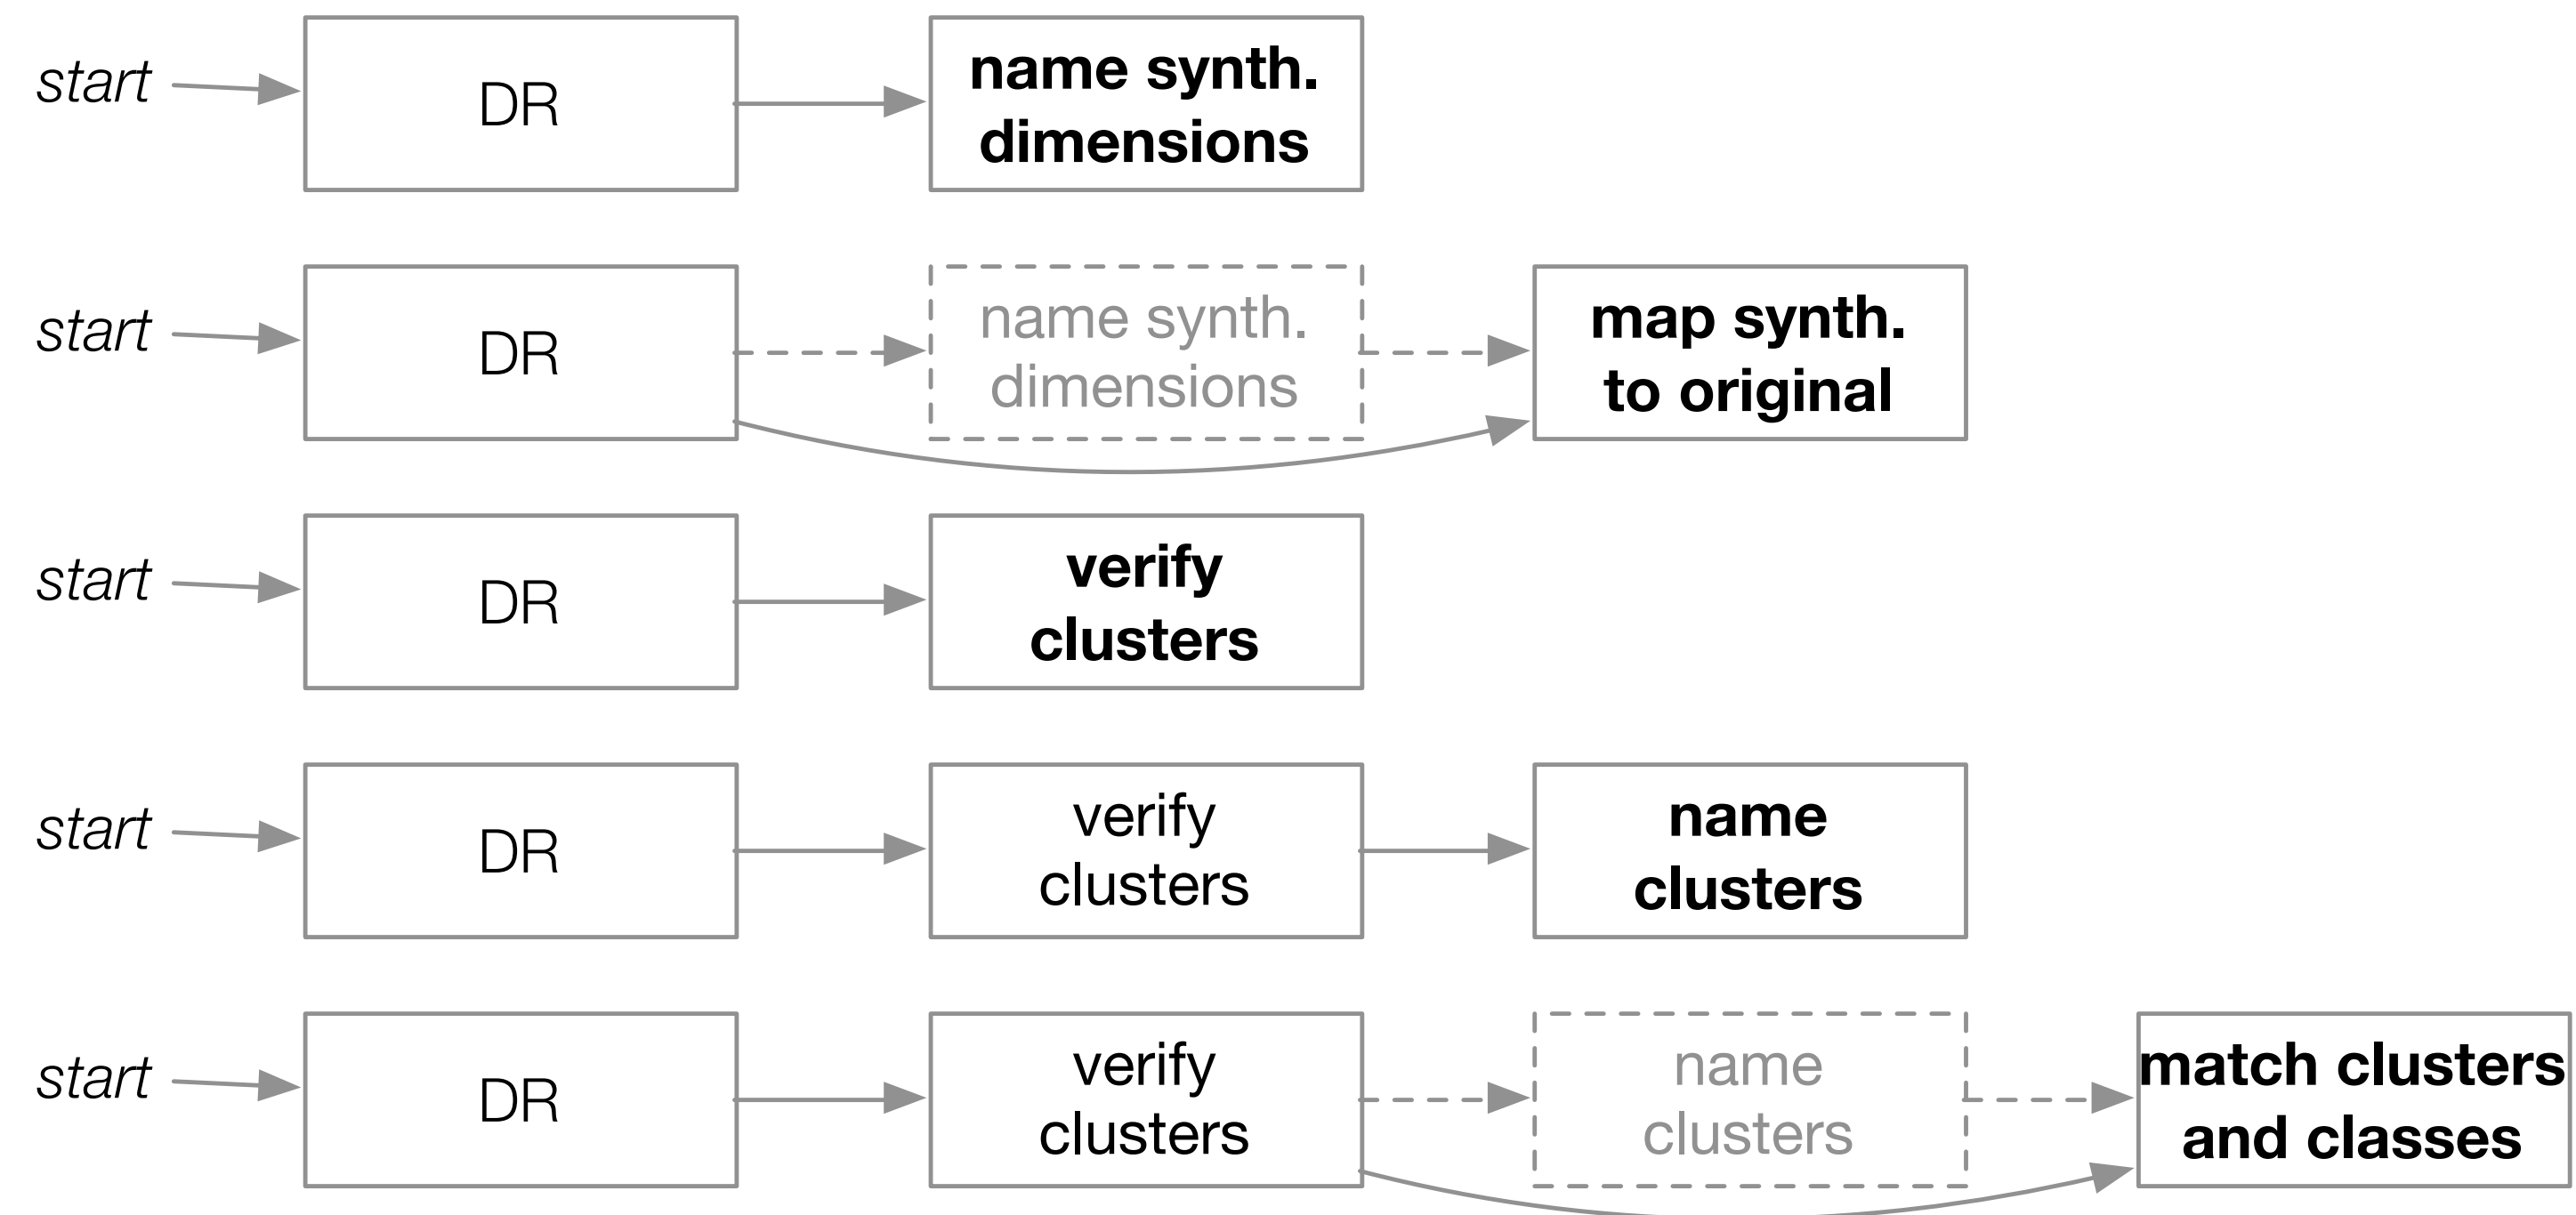 start
DR
name synth.
dimensions
start
DR
name synth.
dimensions
map synth.
to original
start
DR
verify
clusters
start
DR
verify
clusters
name
clusters
start
DR
verify
clusters
name
clusters
match clusters
and classes